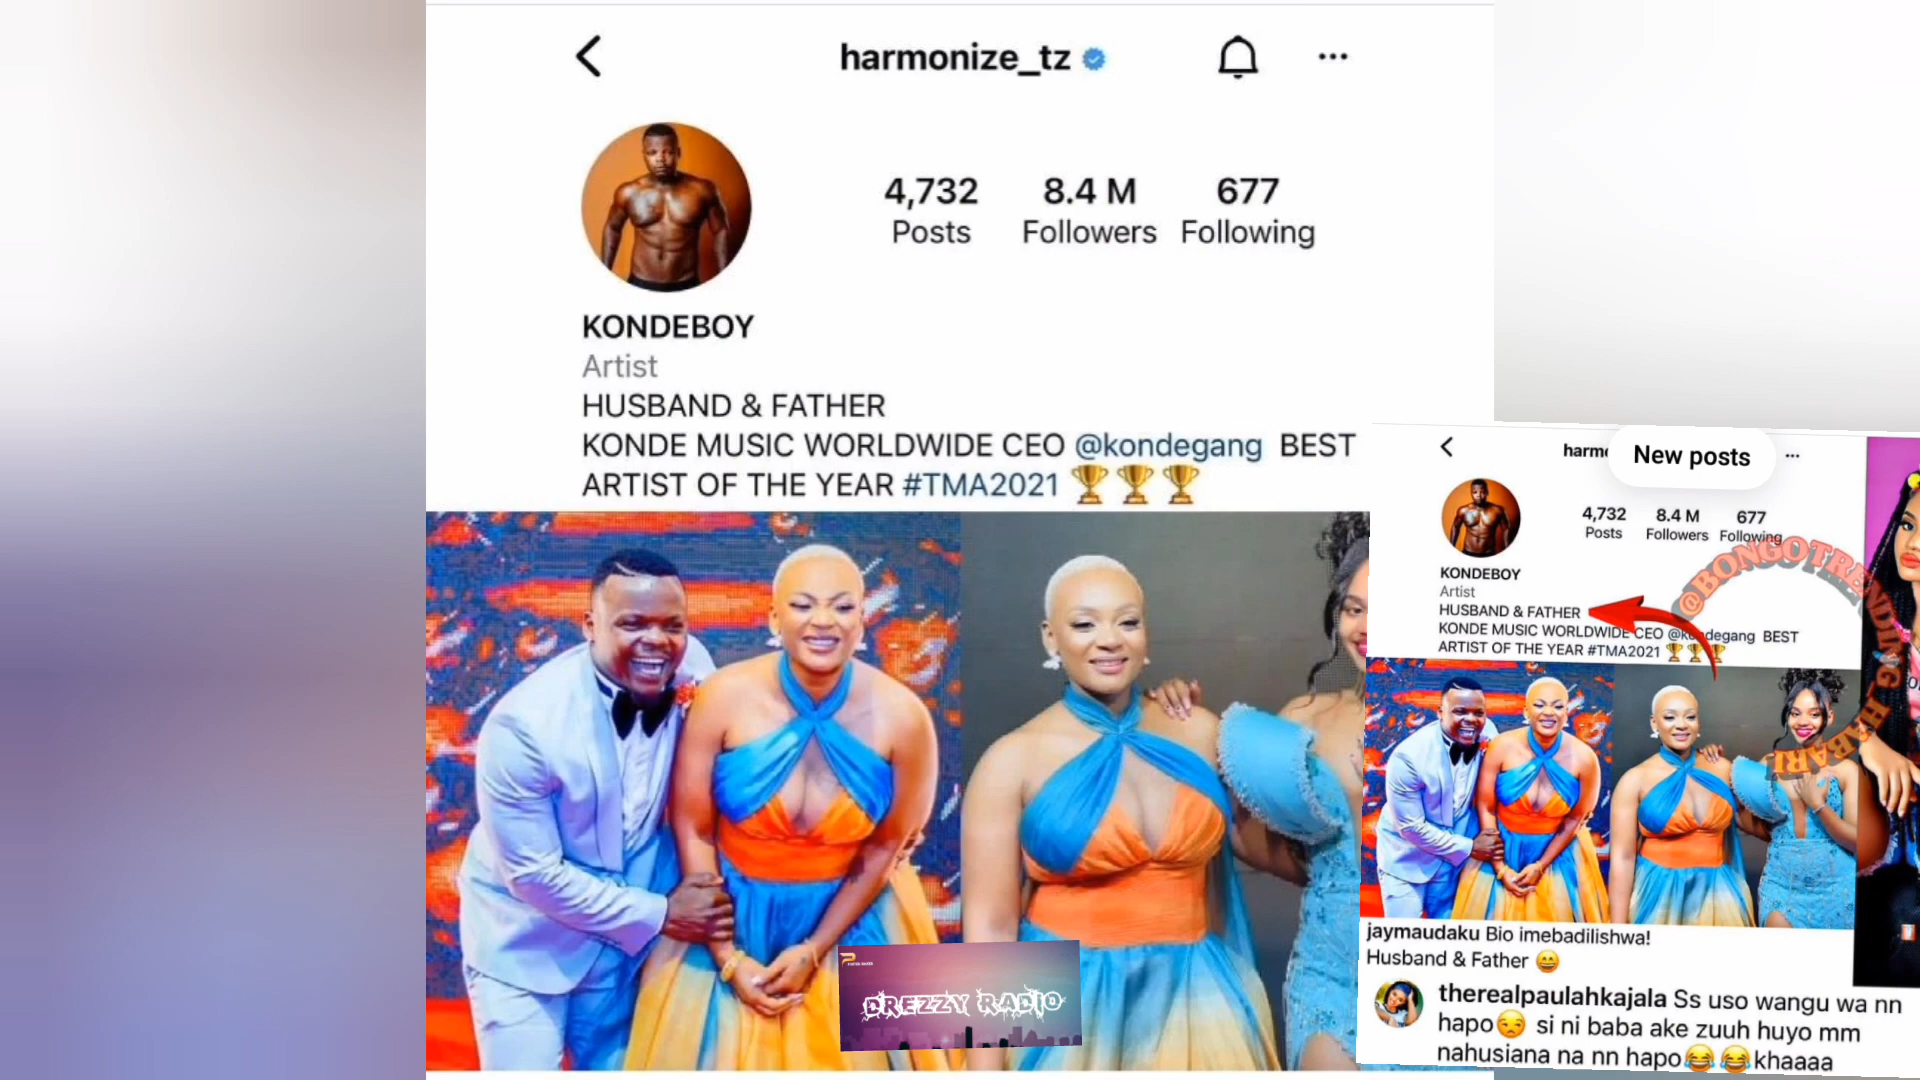 harmonize_tz
4,732 8.4 M 677
Posts Followers Following
KONDEBOY
Artist
HUSBAND & FATHER
KONDE MUSIC WORLDWIDE CEO @kondegang BEST
ARTIST OF THE YEAR #TMA2021 🏆🏆🏆
DREZZY RADIO
harmo
New posts
4,732 8.4 M 677
Posts Followers Following
KONDEBOY
Artist
HUSBAND & FATHER
KONDE MUSIC WORLDWIDE CEO @kondegang BEST
ARTIST OF THE YEAR #TMA2021 🏆🏆🏆
@BONGOTRENDING_HABARI
jaymaudaku Bio imebadilishwa!
Husband & Father 😄
therealpaulahkajala Ss uso wangu wa nn
hapo😒 si ni baba ake zuuh huyo mm
nahusiana na nn hapo😂😂khaaaa